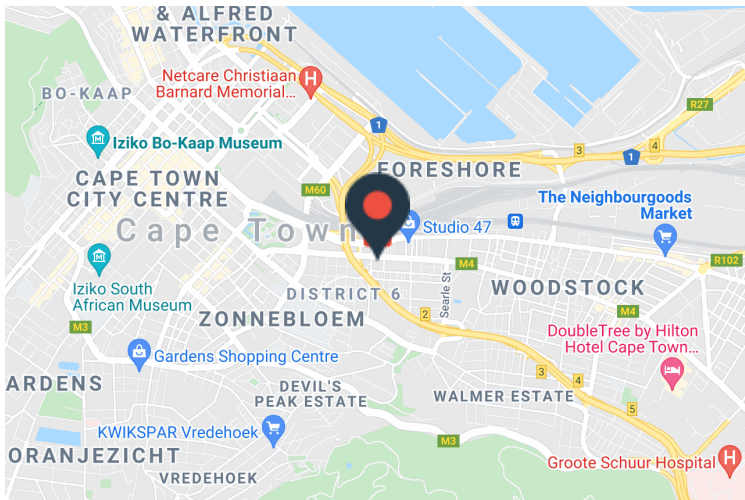 & ALFRED
WATERFRONT
Netcare Christiaan
Barnard Memorial...
H
BO-KAAP
R27
1
Iziko Bo-Kaap Museum
3
4
1
FORESHORE
CAPE TOWN
CITY CENTRE
M60
The Neighbourgoods
Market
Cape Town
Studio 47
M4
R102
Iziko South
African Museum
DISTRICT 6
Searle St
WOODSTOCK
M3
ZONNEBLOEM
2
M4
DoubleTree by Hilton
Hotel Cape Town...
Gardens Shopping Centre
ARDENS
DEVIL'S
PEAK ESTATE
3
4
WALMER ESTATE
5
KWIKSPAR Vredehoek
M3
ORANJEZICHT
Groote Schuur Hospital
H
VREDEHOEK